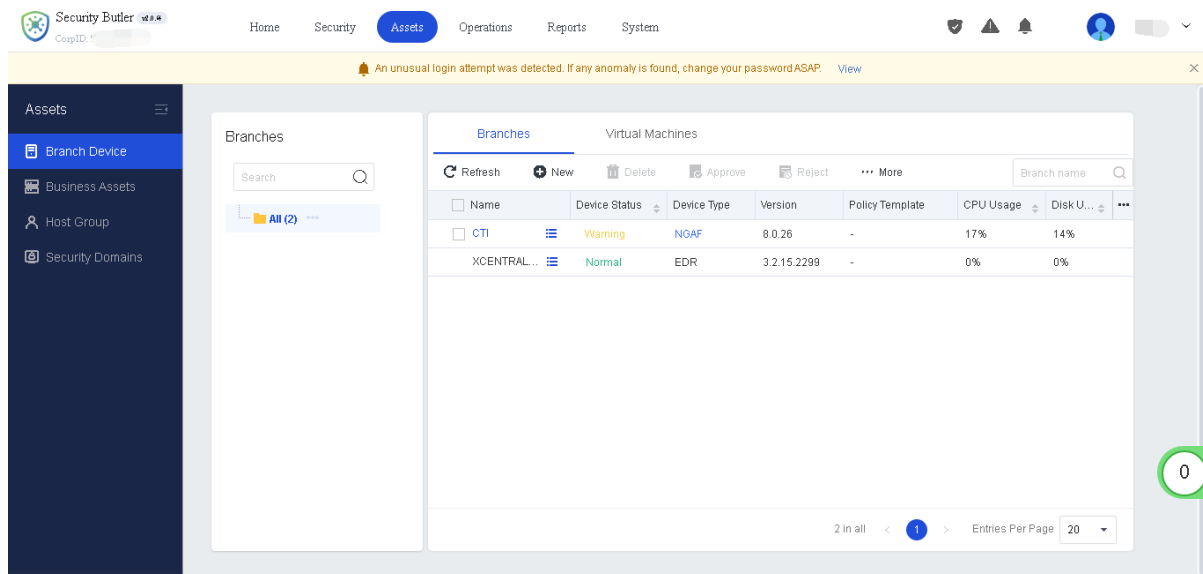 Security Butler
CorpID:
Home Security Assets Operations Reports System
An unusual login attempt was detected. If any anomaly is found, change your password ASAP. View
Assets
Branch Device
Business Assets
Host Group
Security Domains
Branches
Search
All (2)
Branches Virtual Machines
Refresh New Delete Approve Reject More Branch name
Name Device Status Device Type Version Policy Template CPU Usage Disk U...
CTI Warning NGAF 8.0.26 - 17% 14%
XCENTRAL... Normal EDR 3.2.15.2299 - 0% 0%
2 in all < 1 > Entries Per Page 20
0